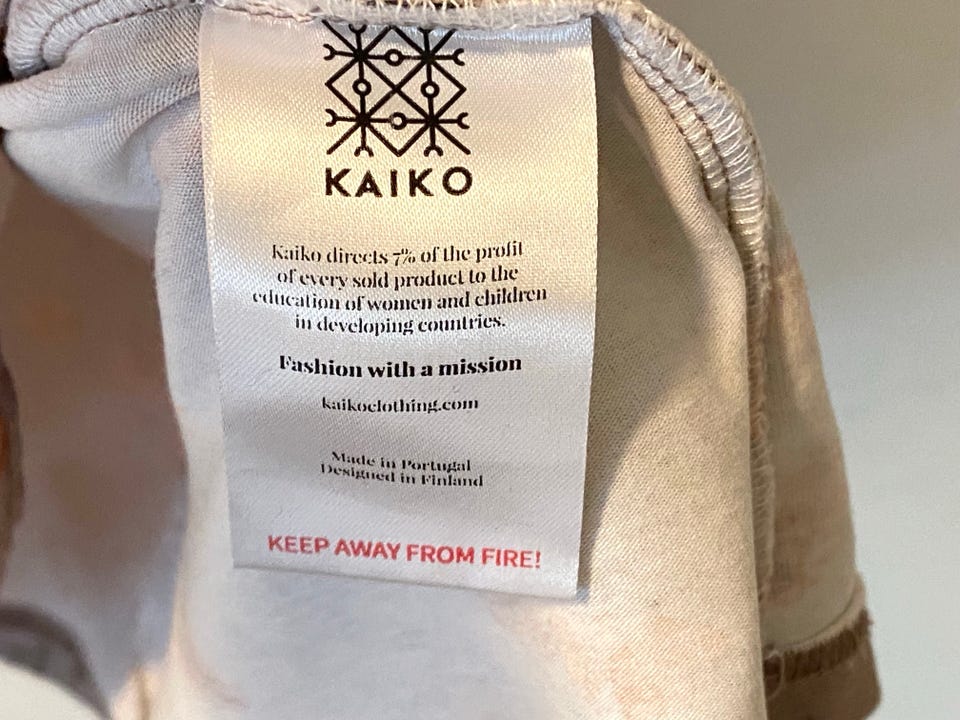 KAIKO
Kaiko directs 7% of the profit
of every sold product to the
education of women and children
in developing countries.
Fashion with a mission
kaikoclothing.com
Made in Portugal
Designed in Finland
KEEP AWAY FROM FIRE!